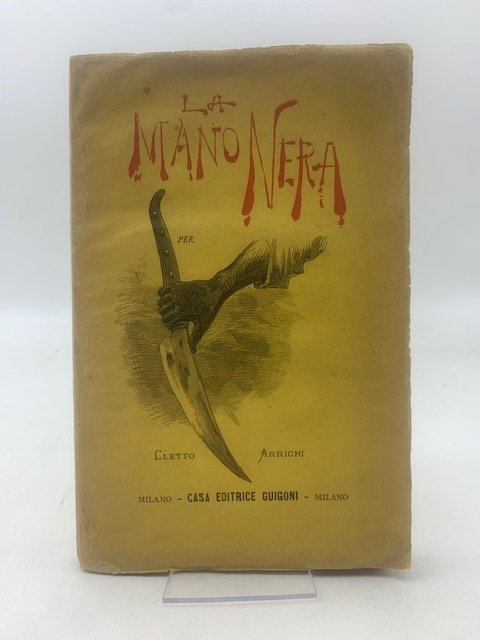 LA
MANO NERA
PER
CLETTO ARRIGHI
MILANO - CASA EDITRICE GUIGONI - MILANO